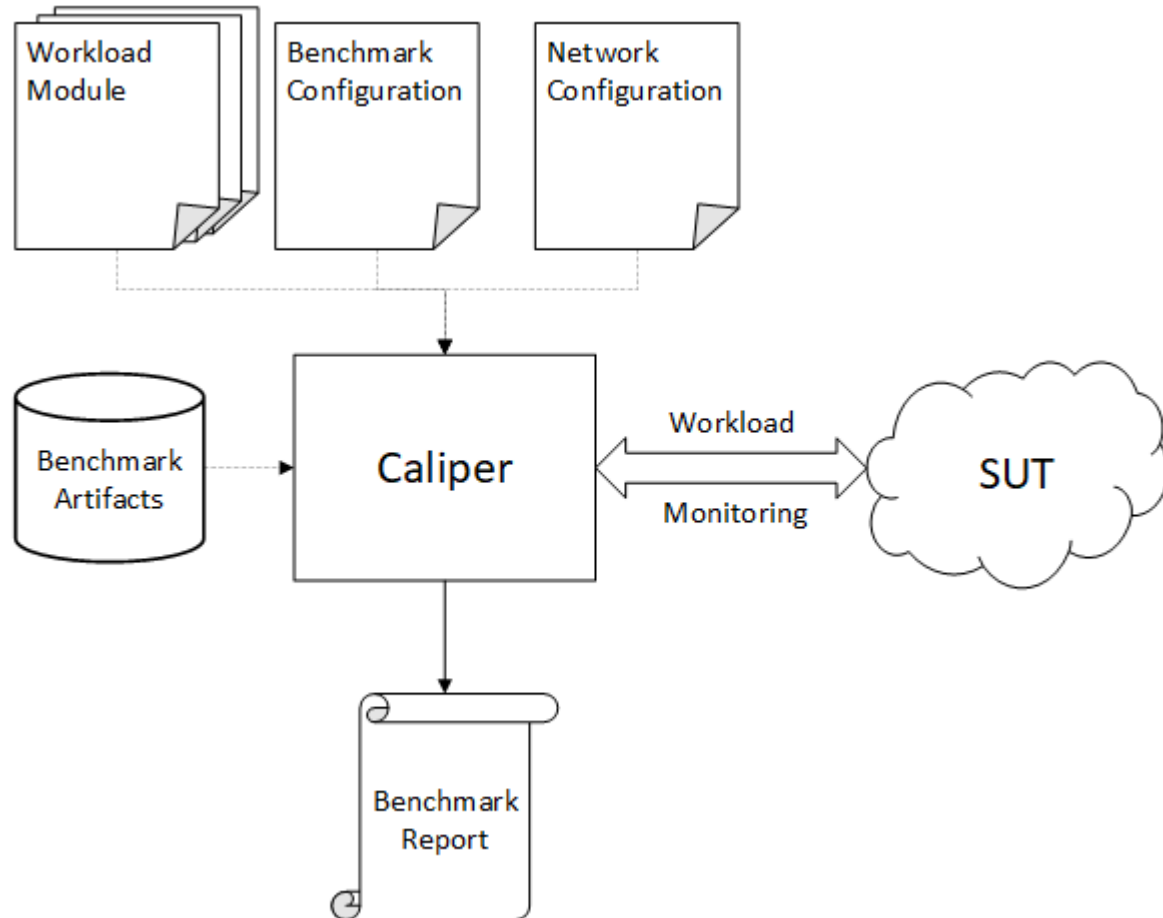 Workload
Module
Benchmark
Configuration
Network
Configuration
Benchmark
Artifacts
Caliper
Workload
Monitoring
SUT
Benchmark
Report